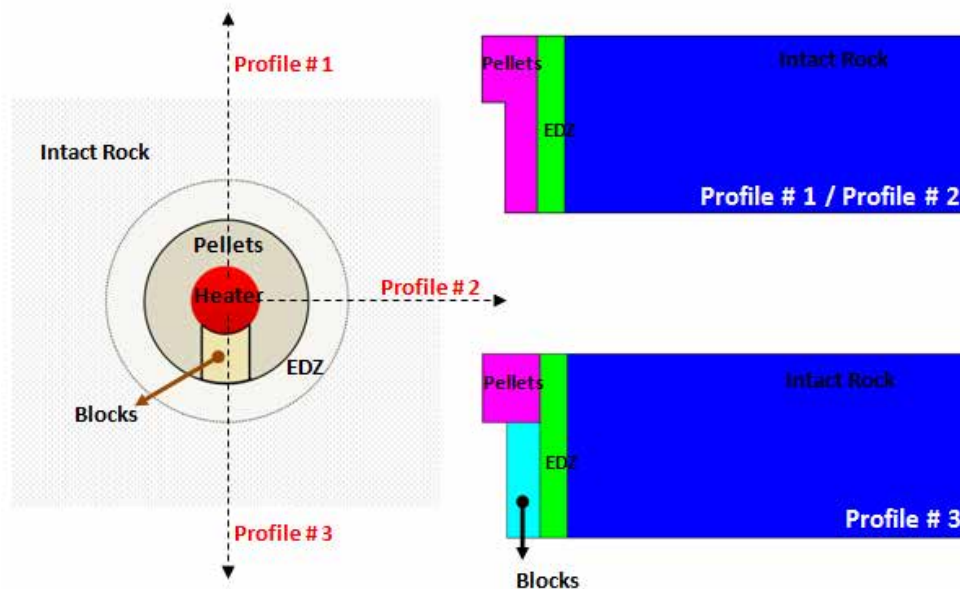 Profile # 1
Intact Rock
Pellets
Heater
Profile # 2
EDZ
Blocks
Profile # 3
Pellets
Intact Rock
EDZ
Profile # 1 / Profile # 2
Pellets
Intact Rock
EDZ
Profile # 3
Blocks